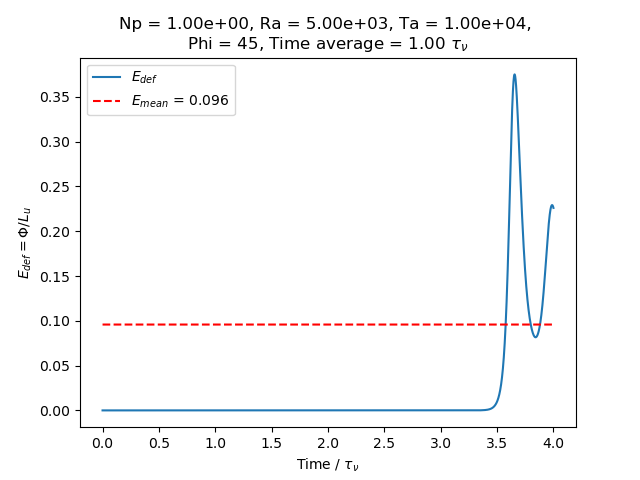 Np = 1.00e+00, Ra = 5.00e+03, Ta = 1.00e+04,
Phi = 45, Time average = 1.00 τ_ν
E_def
E_mean = 0.096
E_def = Φ/L_u
0.35
0.30
0.25
0.20
0.15
0.10
0.05
0.00
0.0 0.5 1.0 1.5 2.0 2.5 3.0 3.5 4.0
Time / τ_ν